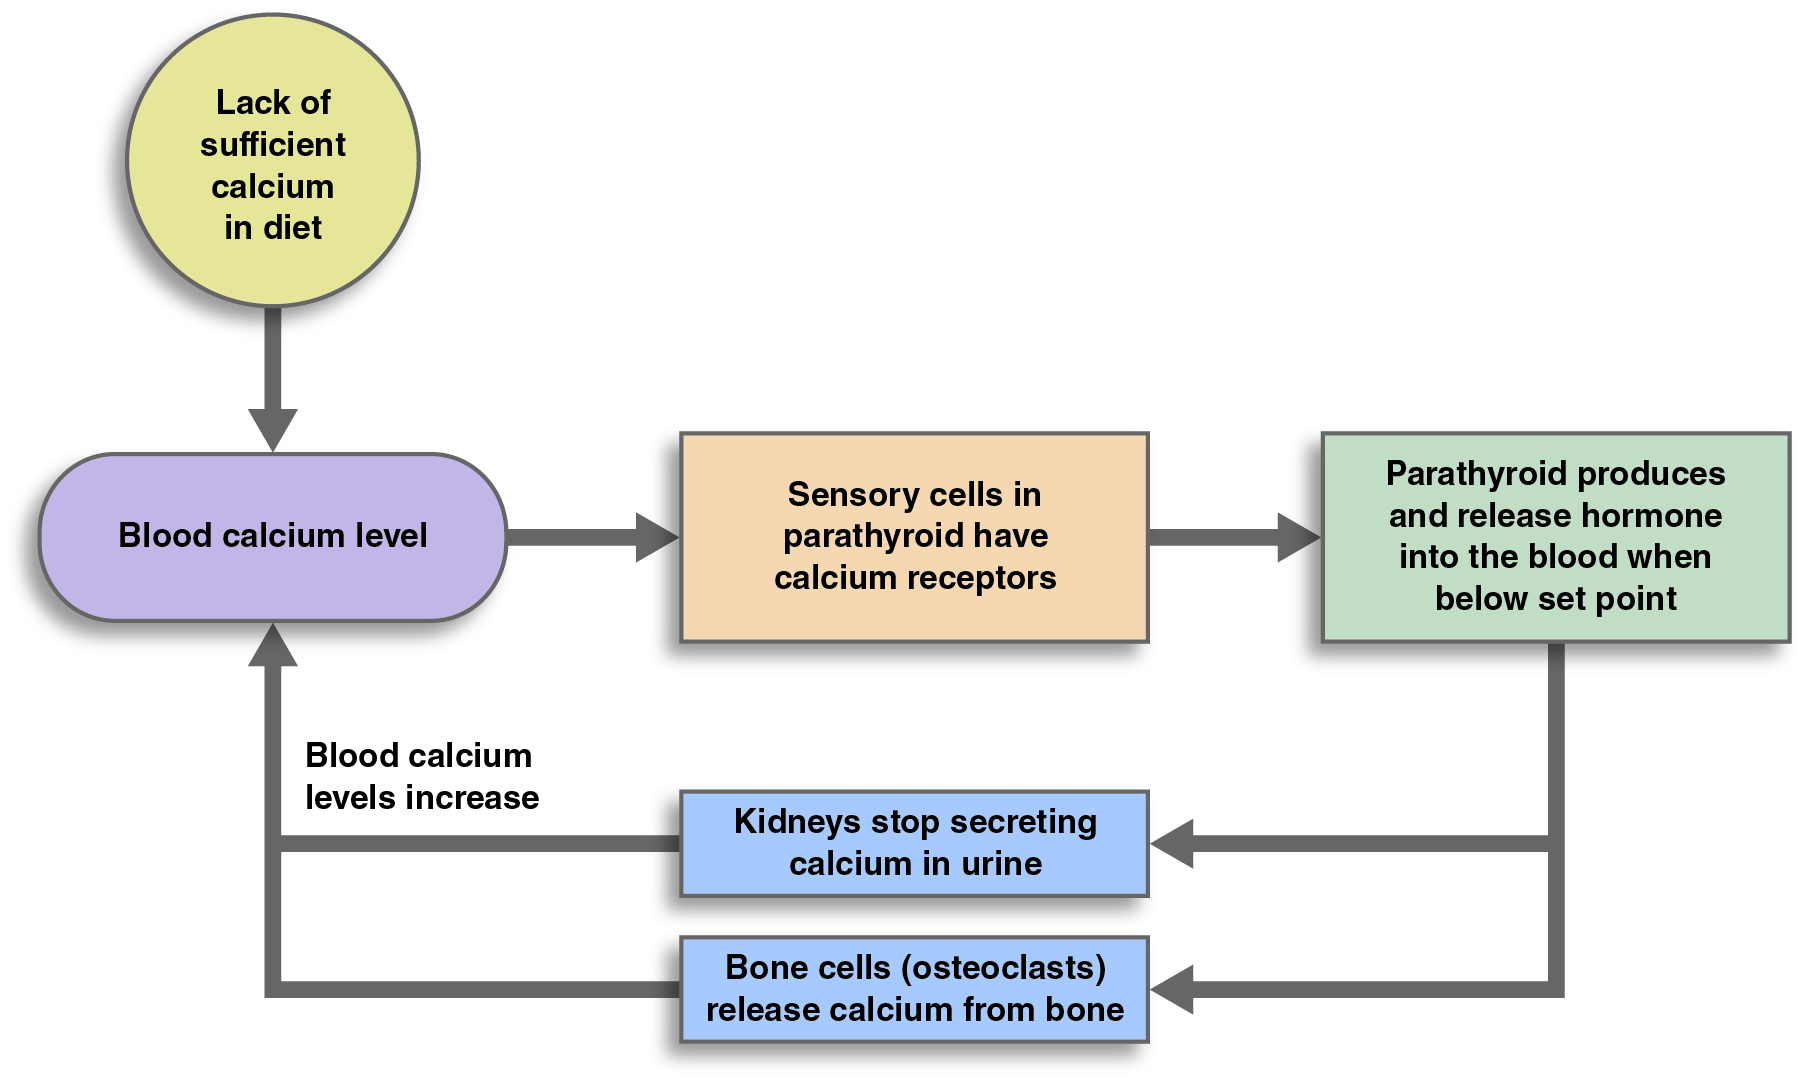 Lack of
sufficient
calcium
in diet
Blood calcium level
Sensory cells in
parathyroid have
calcium receptors
Parathyroid produces
and release hormone
into the blood when
below set point
Blood calcium
levels increase
Kidneys stop secreting
calcium in urine
Bone cells (osteoclasts)
release calcium from bone